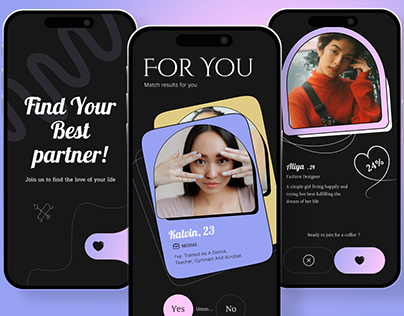 Find Your
Best
partner!
Join us to find the love of your life
FOR YOU
Match results for you
Kalvin, 23
MODAL
I've Trained As A Dance,
Teacher, Gymnast And Acrobat
Yes
Umm...
No
Aliya , 24
Fashion Designer
A simple girl living happily and
trying her best fulfilling the
dream of her life
24%
Ready to join for a coffee ?